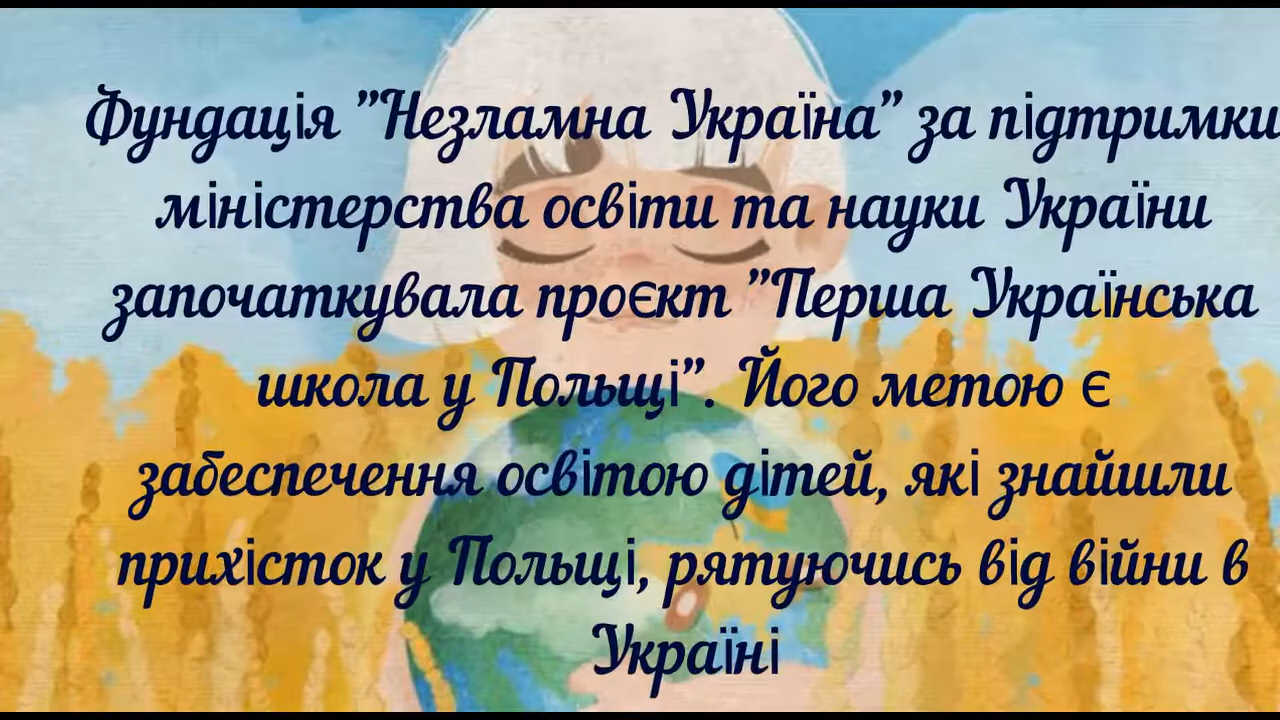 Фундація "Незламна Україна" за підтримки
міністерства освіти та науки України
започаткувала проєкт "Перша Українська
школа у Польщі". Його метою є
забеспечення освітою дітей, які знайшли
прихісток у Польщі, рятуючись від війни в
Україні